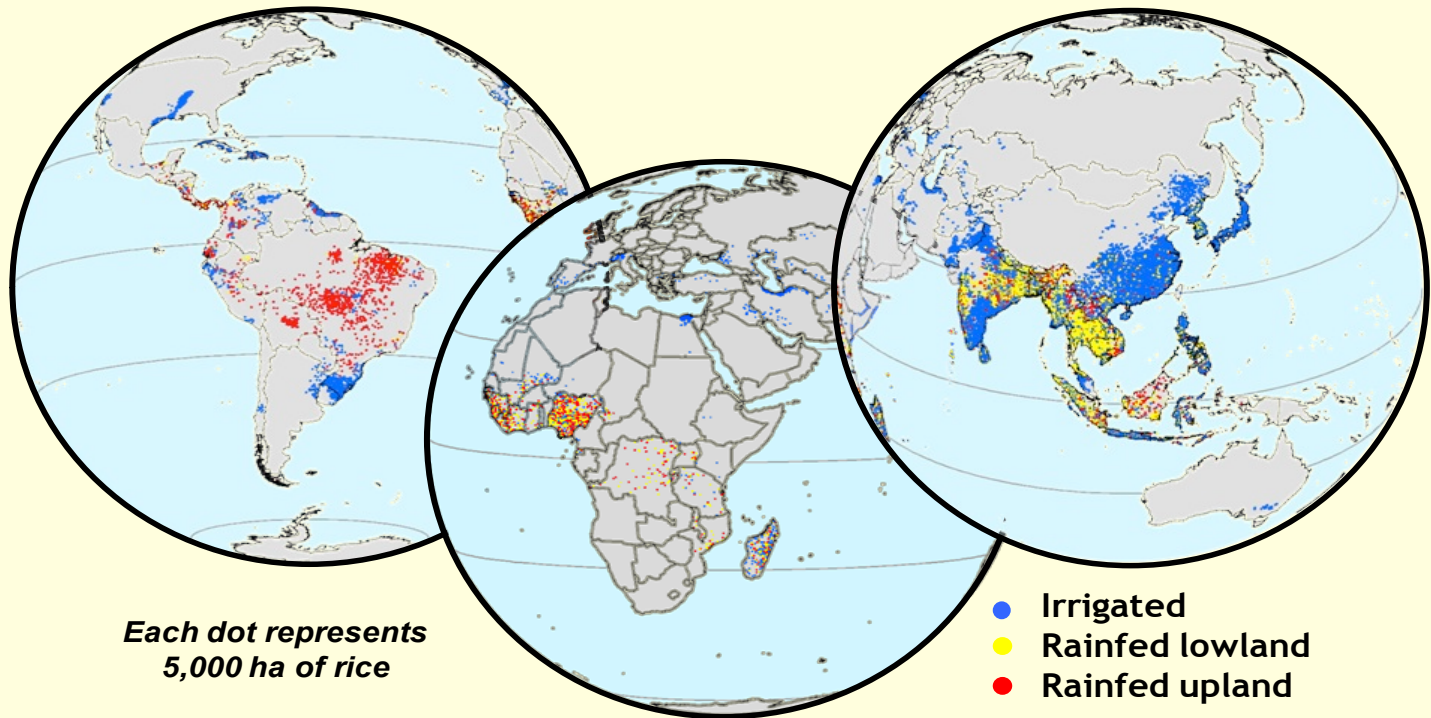 Each dot represents
5,000 ha of rice
Irrigated
Rainfed lowland
Rainfed upland